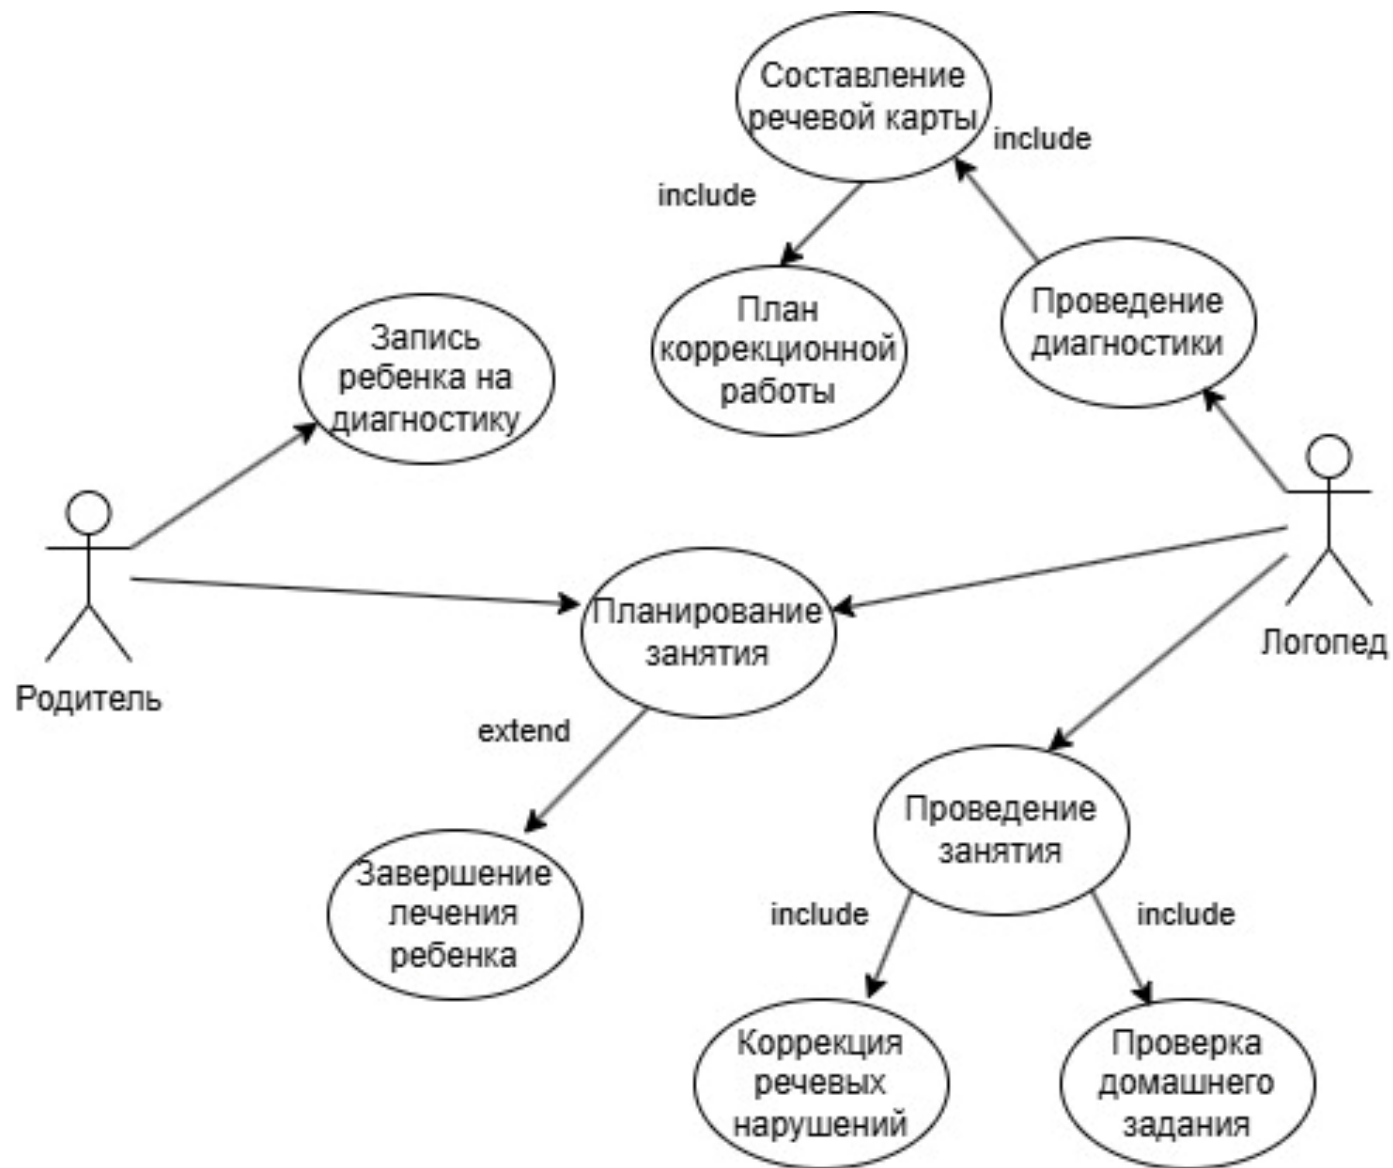 Составление
речевой карты
include
include
План
коррекционной
работы
Проведение
диагностики
Запись
ребенка на
диагностику
Родитель
Логопед
Планирование
занятия
extend
Завершение
лечения
ребенка
Проведение
занятия
include
include
Коррекция
речевых
нарушений
Проверка
домашнего
задания